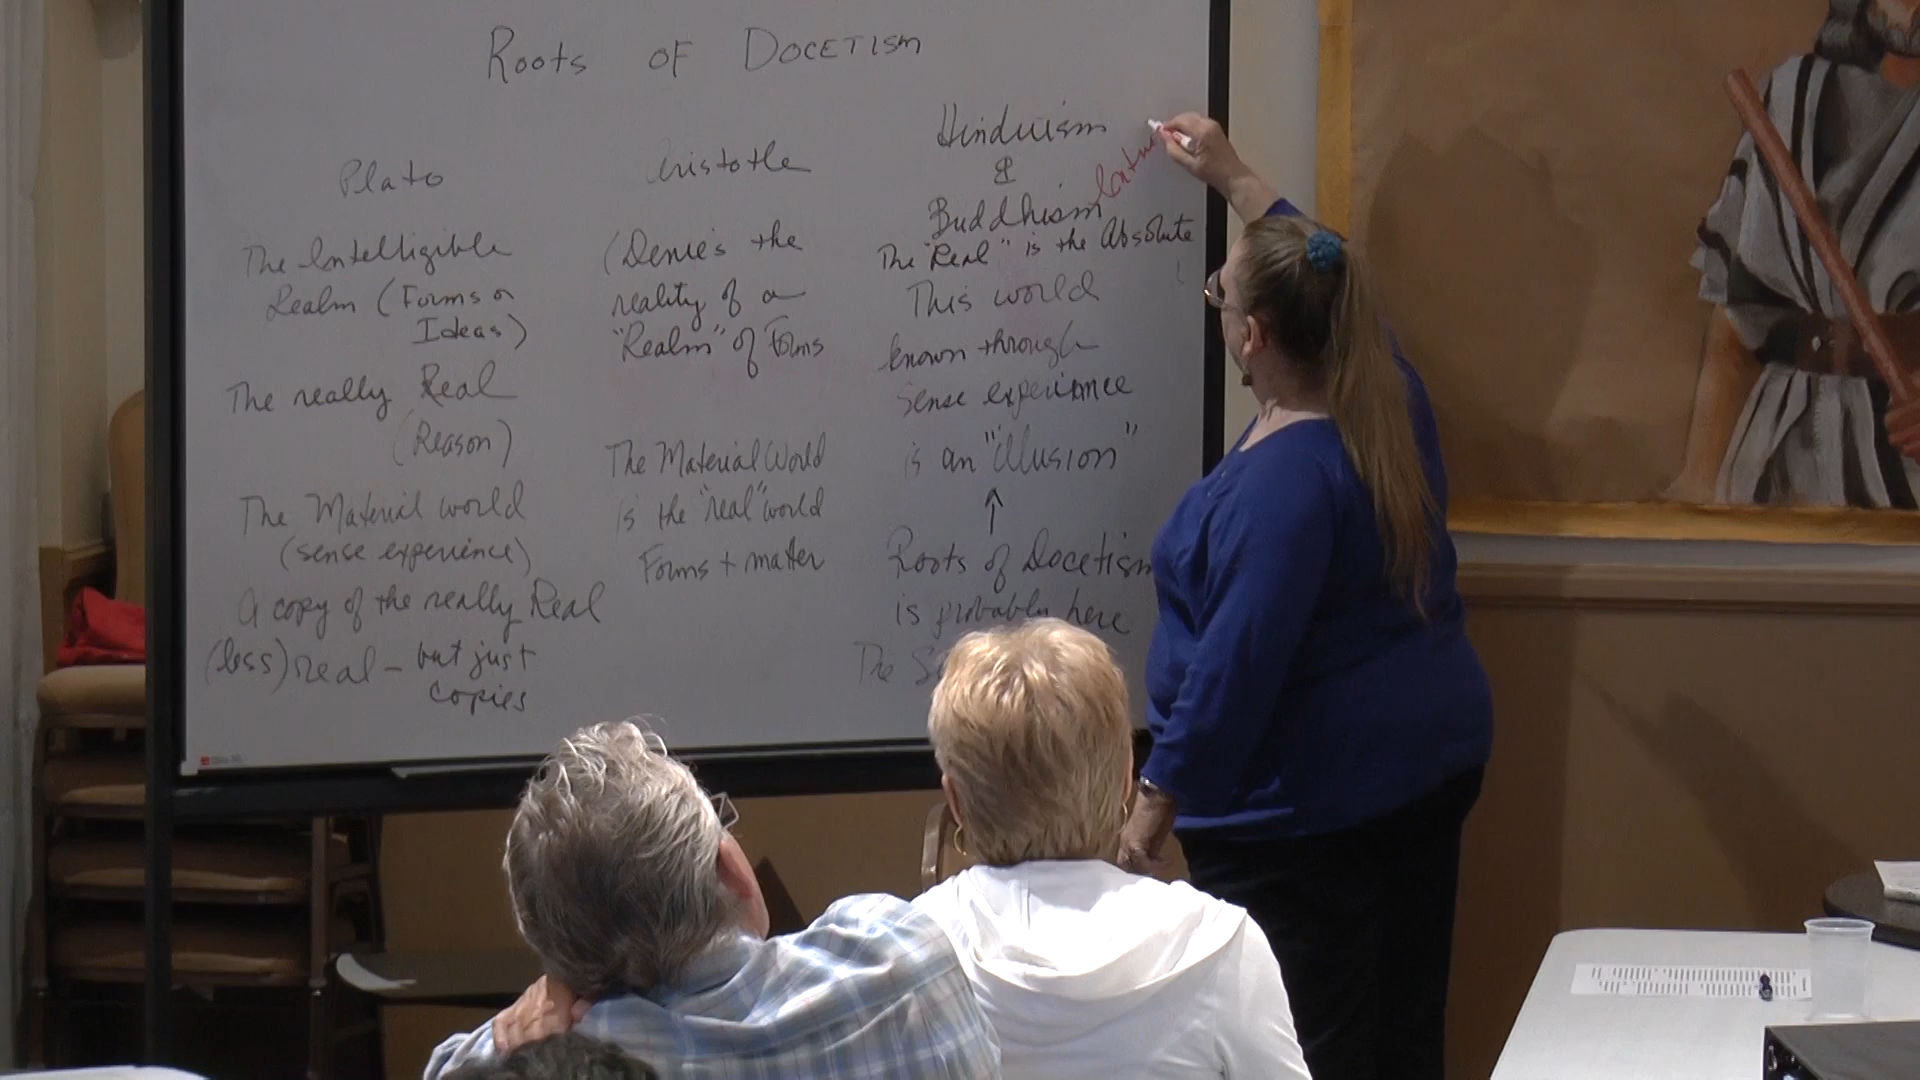 Roots of Docetism
Plato
The Intelligible
Realm (Forms or
Ideas)
The really Real
(Reason)
The Material world
(sense experience)
A copy of the really Real
(less) real - but just
copies
Aristotle
(Denie's the
reality of a
"Realm" of Forms
The Material World
is the "real" world
Forms + matter
Hinduism
&
Buddhism
The "Real" is the Absolute
This world
known through
sense experience
is an "illusion"
↑
Roots of Docetism
is probably here
The